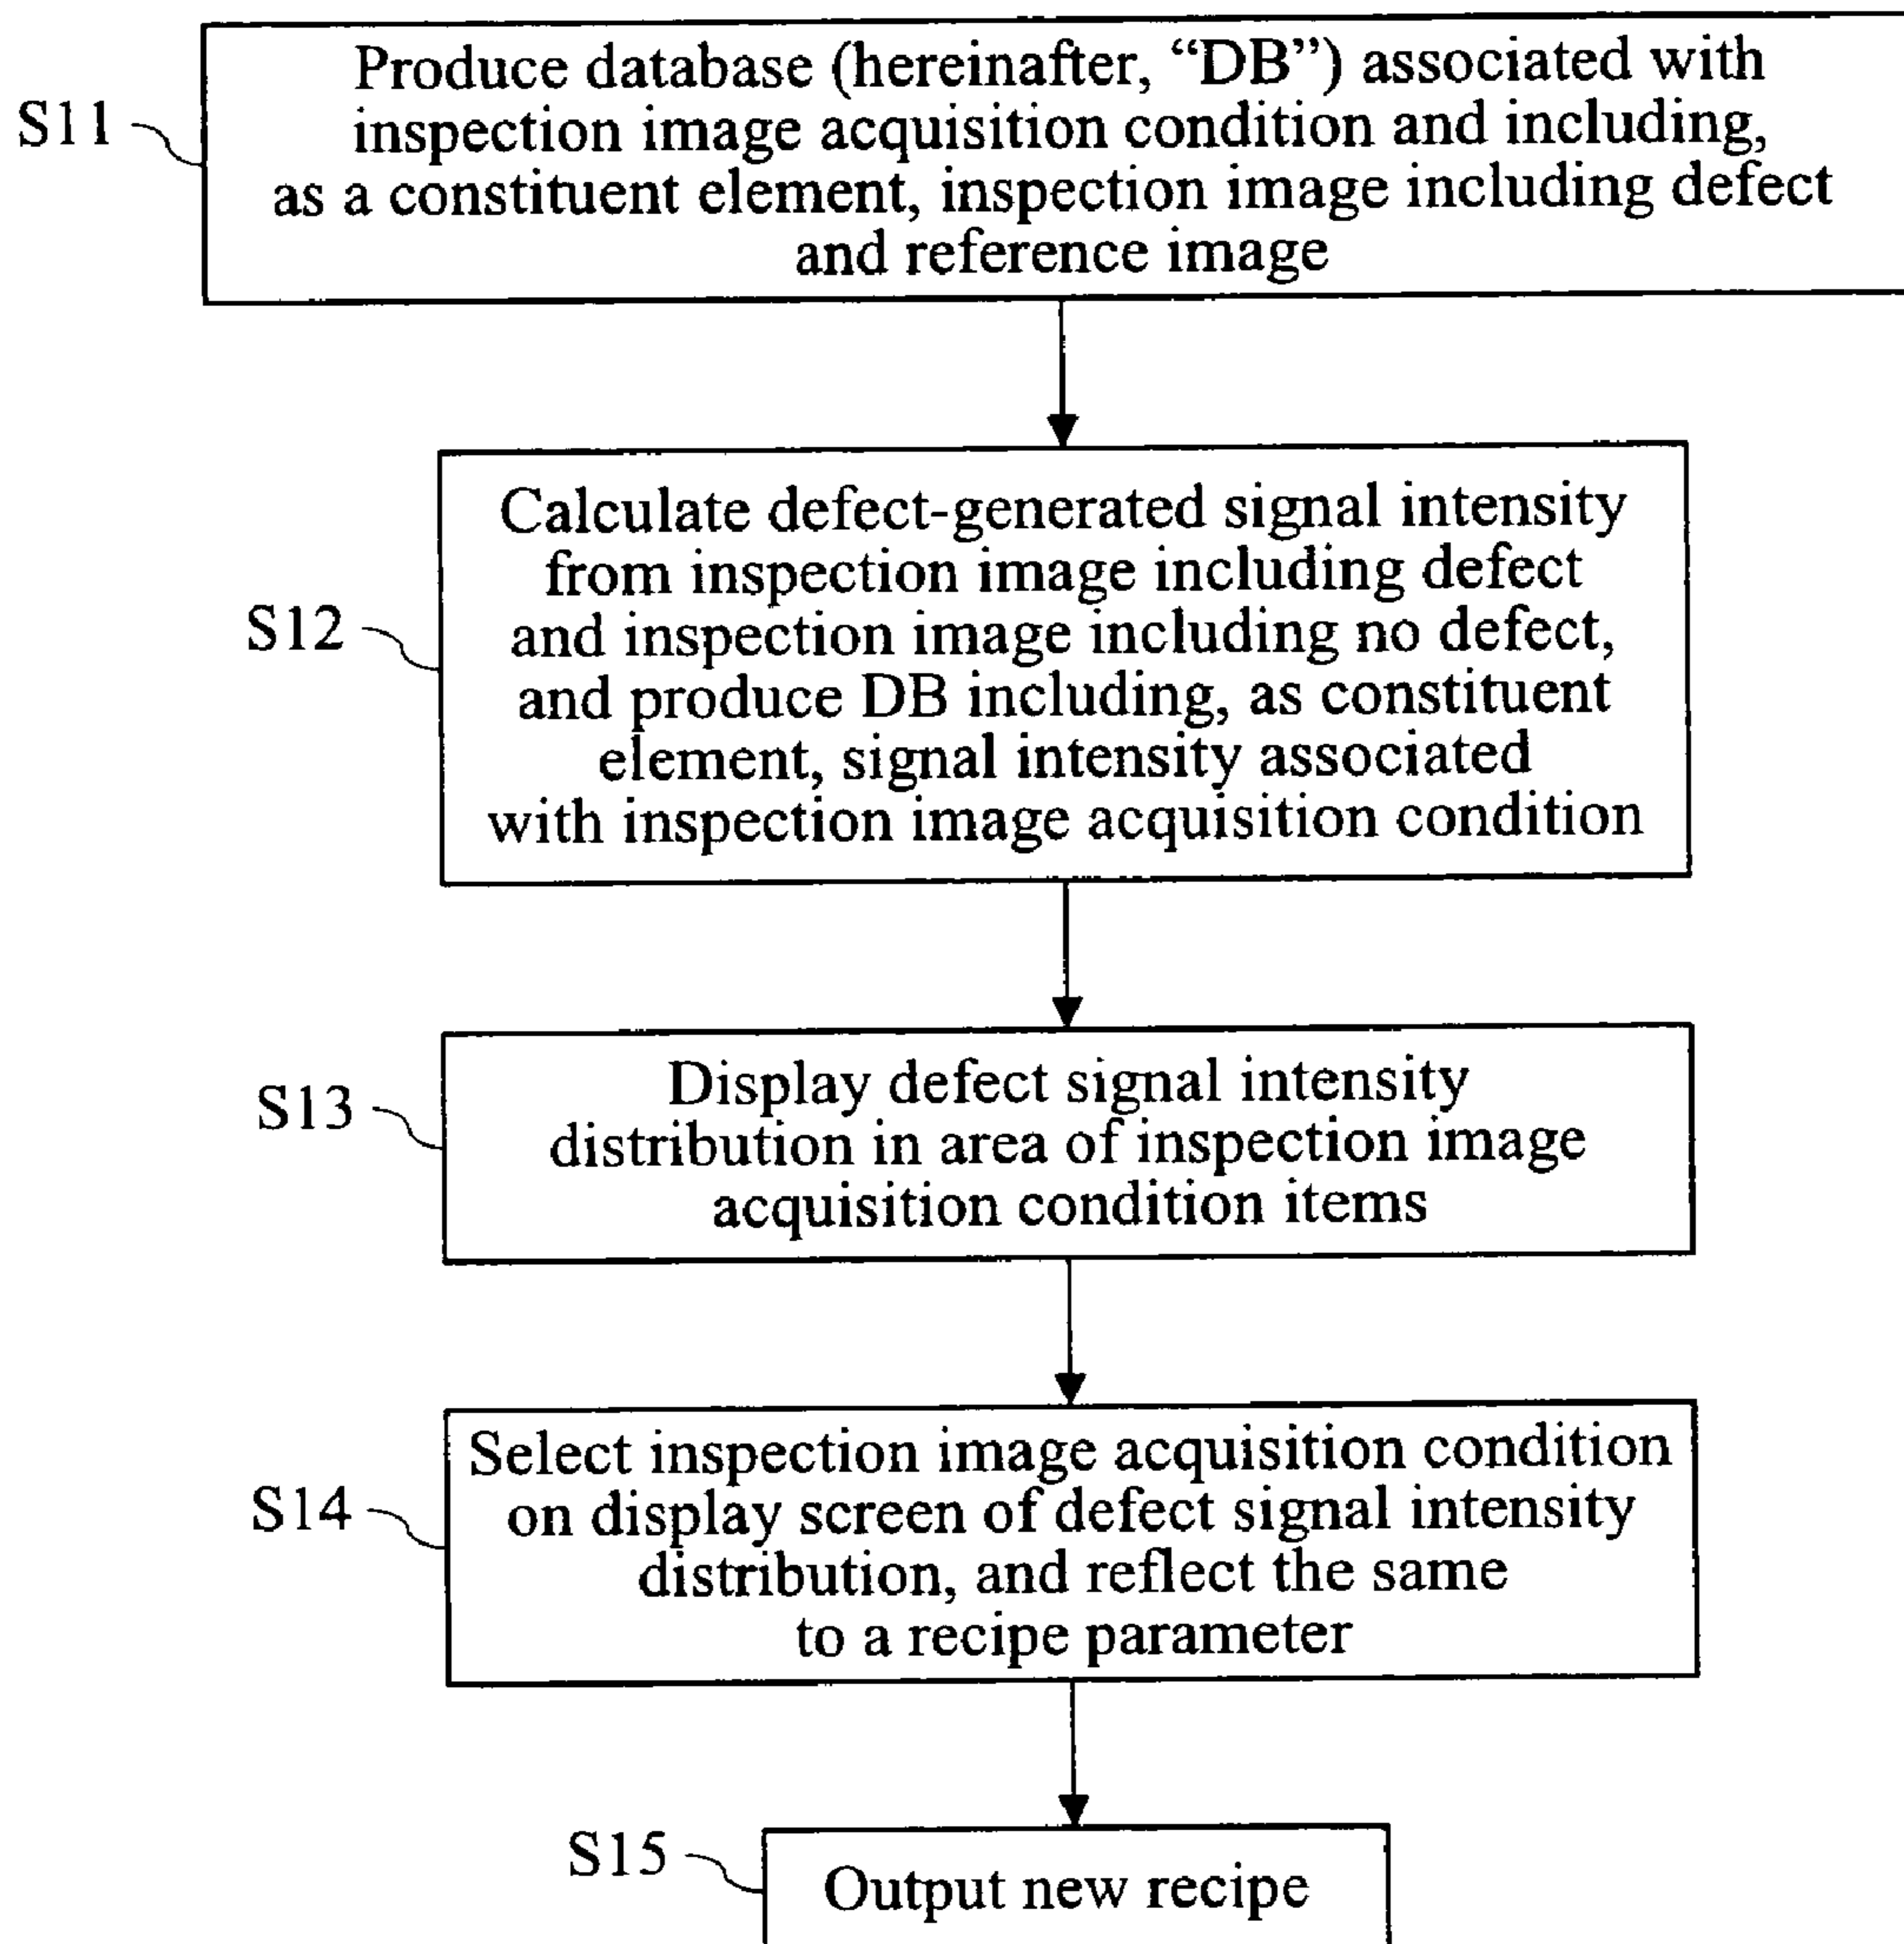 Produce database (hereinafter, “DB”) associated with
inspection image acquisition condition and including,
as a constituent element, inspection image including defect
and reference image
S11
Calculate defect-generated signal intensity
from inspection image including defect
and inspection image including no defect,
and produce DB including, as constituent
element, signal intensity associated
with inspection image acquisition condition
S12
Display defect signal intensity
distribution in area of inspection image
acquisition condition items
S13
Select inspection image acquisition condition
on display screen of defect signal intensity
distribution, and reflect the same
to a recipe parameter
S14
Output new recipe
S15